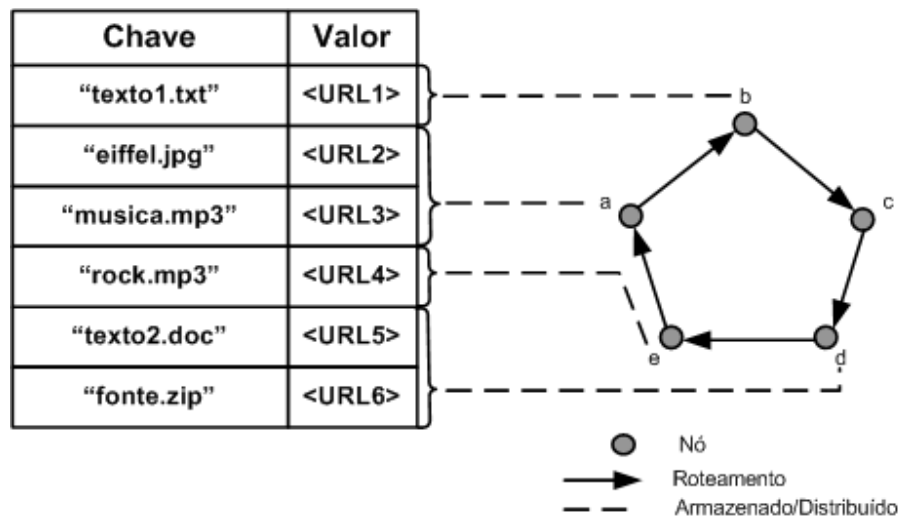 Chave Valor
“texto1.txt” <URL1>
“eiffel.jpg” <URL2>
“musica.mp3” <URL3>
“rock.mp3” <URL4>
“texto2.doc” <URL5>
“fonte.zip” <URL6>
b
a
c
e
d
Nó
Roteamento
Armazenado/Distribuído